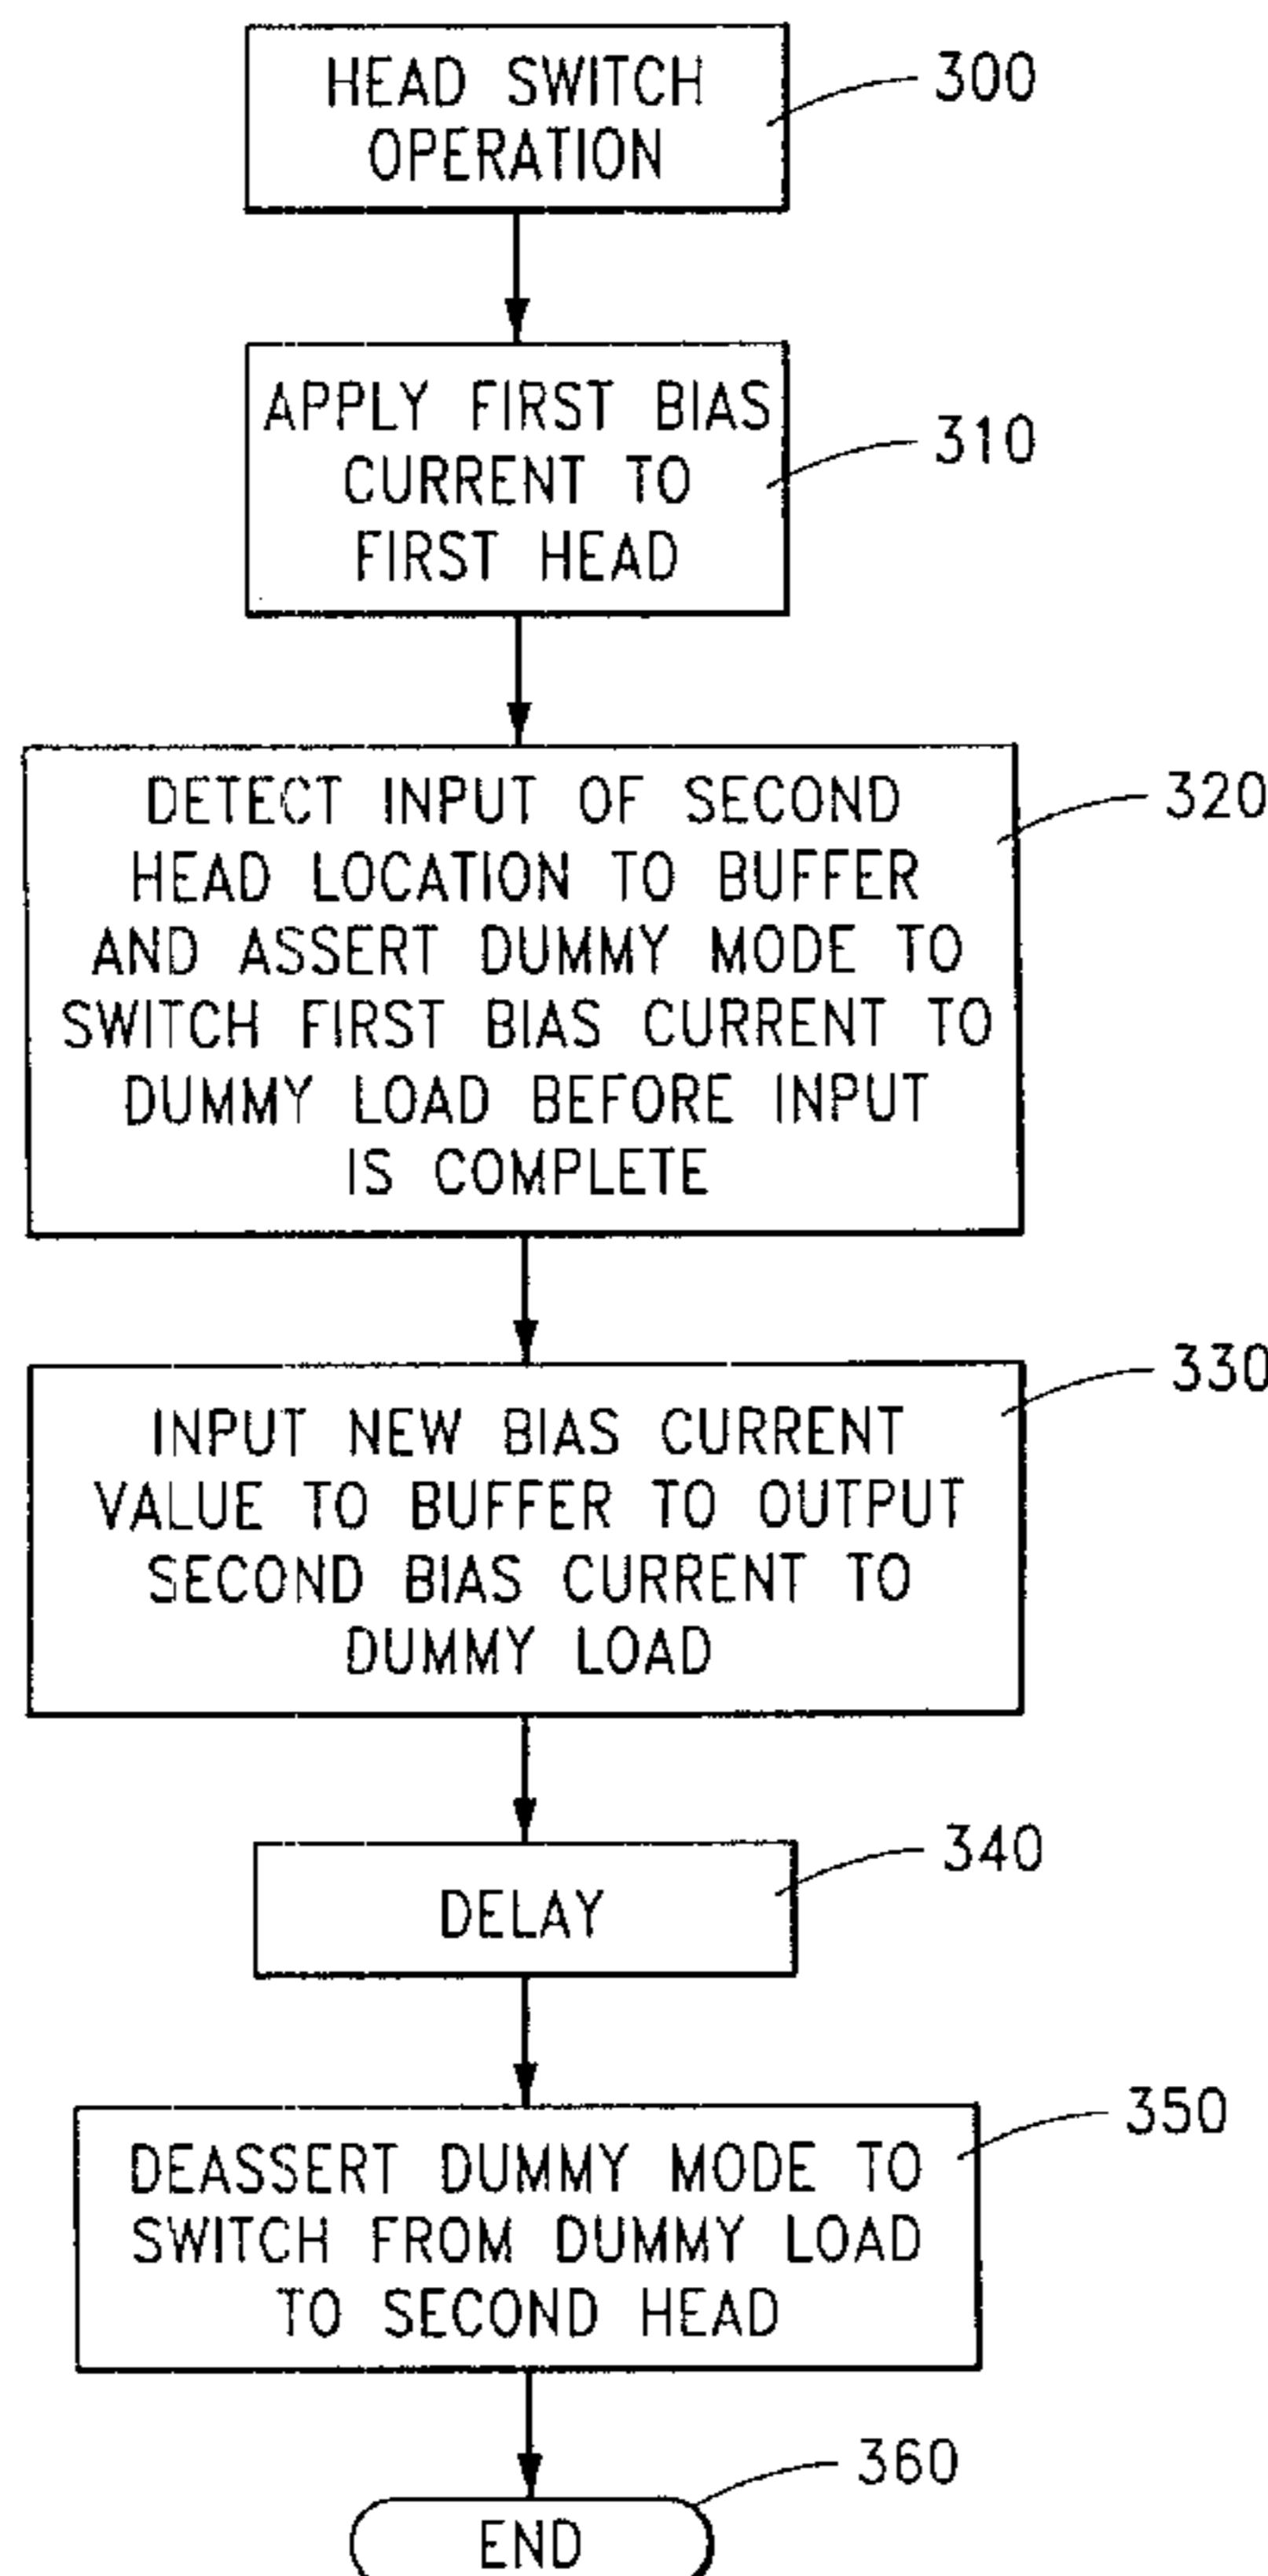 HEAD SWITCH
OPERATION
300
APPLY FIRST BIAS
CURRENT TO
FIRST HEAD
310
DETECT INPUT OF SECOND
HEAD LOCATION TO BUFFER
AND ASSERT DUMMY MODE TO
SWITCH FIRST BIAS CURRENT TO
DUMMY LOAD BEFORE INPUT
IS COMPLETE
320
INPUT NEW BIAS CURRENT
VALUE TO BUFFER TO OUTPUT
SECOND BIAS CURRENT TO
DUMMY LOAD
330
DELAY
340
DEASSERT DUMMY MODE TO
SWITCH FROM DUMMY LOAD
TO SECOND HEAD
350
END
360